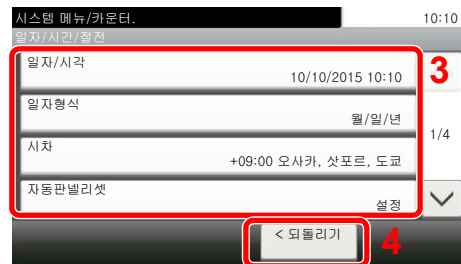 시스템 메뉴/카운터.
10:10
일자/시간/절전
일자/시각
10/10/2015 10:10
3
일자형식
월/일/년
1/4
시차
+09:00 오사카, 삿포르, 도쿄
자동판넬리셋
설정
< 되돌리기
4